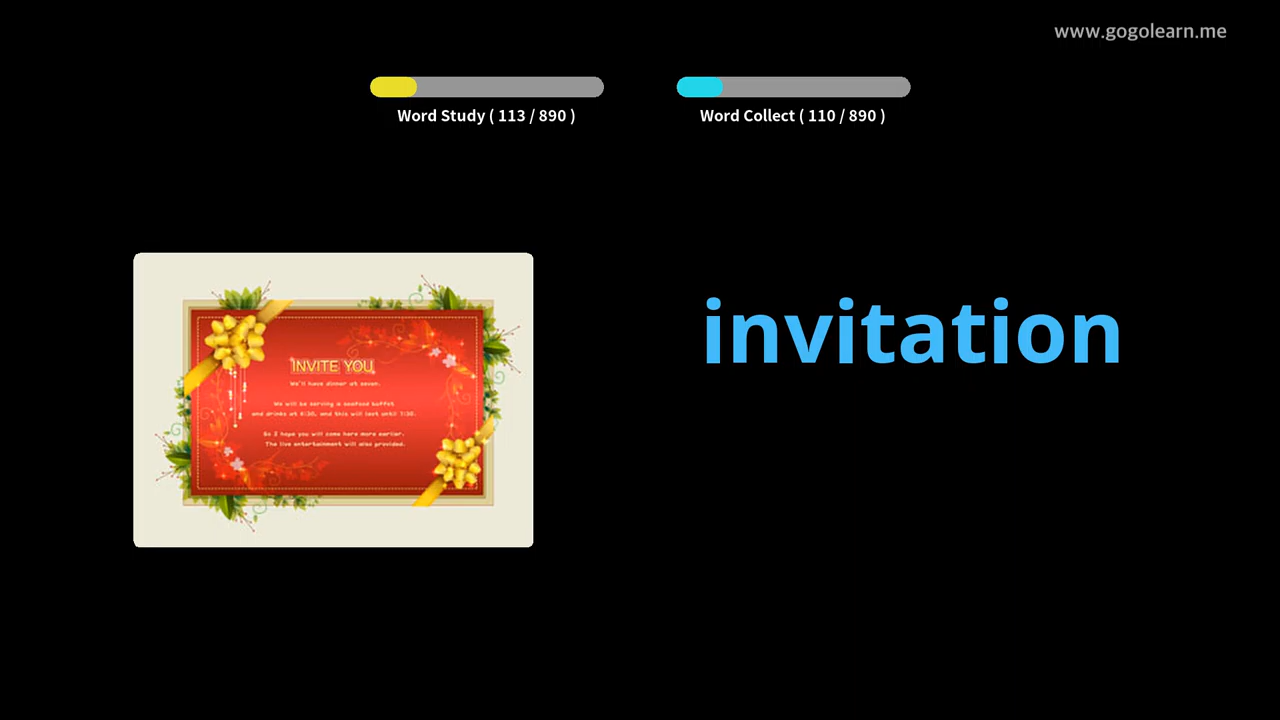 www.gogolearn.me
Word Study ( 113 / 890 )
Word Collect ( 110 / 890 )
invitation
INVITE YOU
We'll have dinner at seven.
We will be serving a seafood buffet
and drinks at 6:30, and this will last until 7:30.
So I hope you will come here more earlier.
The live entertainment will also provided.